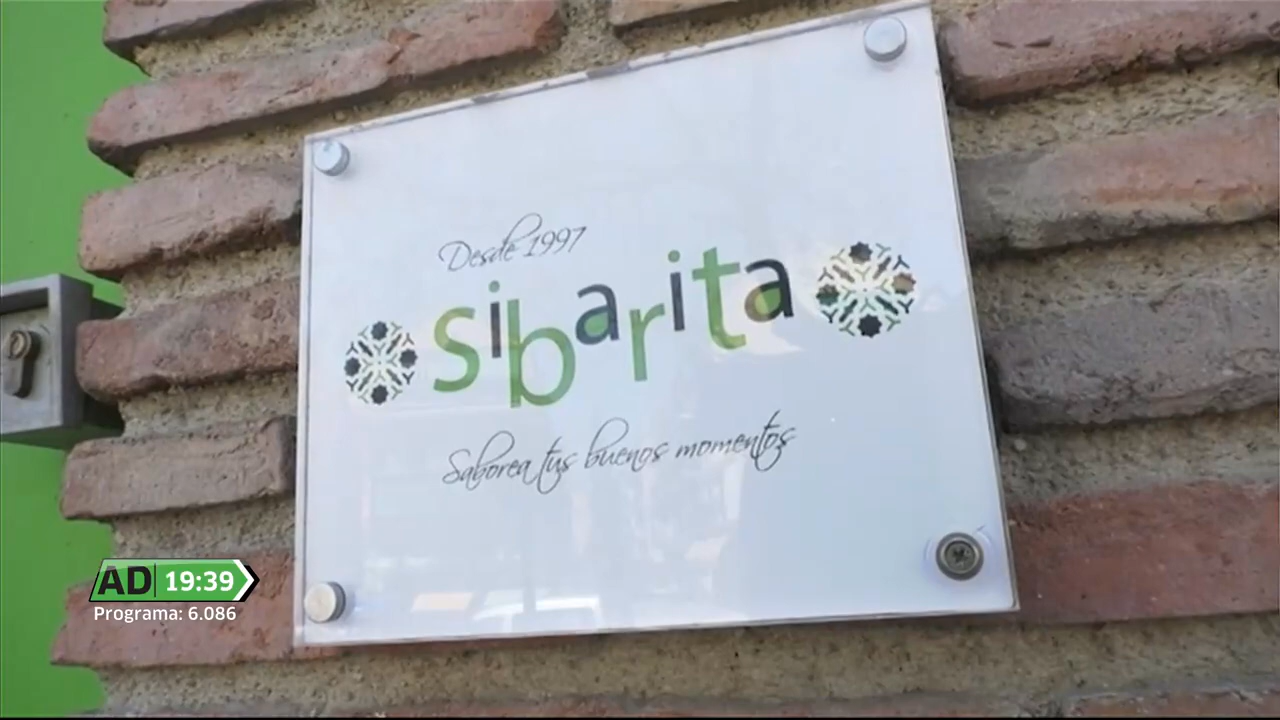 Desde 1997
Sibarita
Saborea tus buenos momentos
AD 19:39
Programa: 6.086